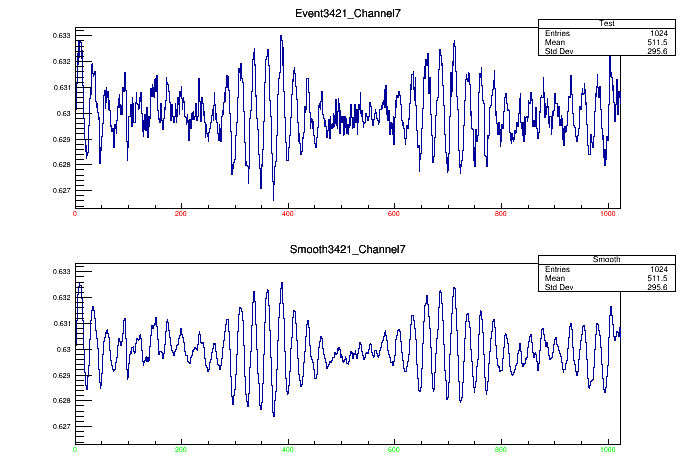 Event3421_Channel7
Test
Entries 1024
Mean 511.5
Std Dev 295.6
0.633
0.632
0.631
0.63
0.629
0.628
0.627
0 200 400 600 800 1000
Smooth3421_Channel7
Smooth
Entries 1024
Mean 511.5
Std Dev 295.6
0.633
0.632
0.631
0.63
0.629
0.628
0.627
0 200 400 600 800 1000